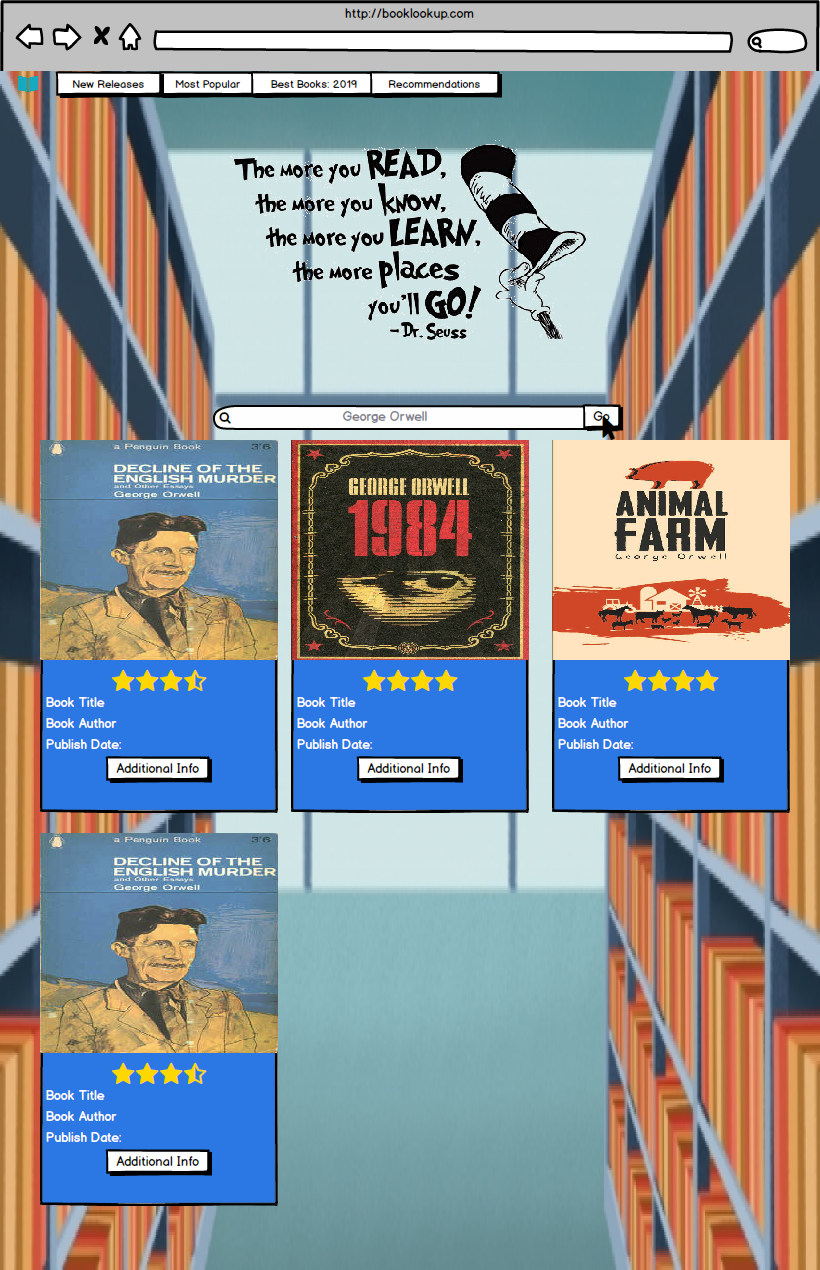 http://booklookup.com
New Releases
Most Popular
Best Books: 2019
Recommendations
The more you READ,
the more you know,
the more you LEARN,
the more places
you'll GO!
- Dr. Seuss
George Orwell
Go
a Penguin Book 3'6
DECLINE OF THE
ENGLISH MURDER
and Other Essays
George Orwell
GEORGE ORWELL
1984
ANIMAL
FARM
George Orwell
Book Title
Book Author
Publish Date:
Additional Info
Book Title
Book Author
Publish Date:
Additional Info
Book Title
Book Author
Publish Date:
Additional Info
a Penguin Book 3'6
DECLINE OF THE
ENGLISH MURDER
and Other Essays
George Orwell
Book Title
Book Author
Publish Date:
Additional Info